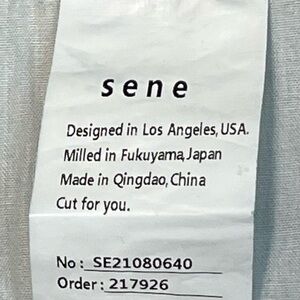 sene
Designed in Los Angeles, USA.
Milled in Fukuyama, Japan
Made in Qingdao, China
Cut for you.
No: SE21080640
Order: 217926